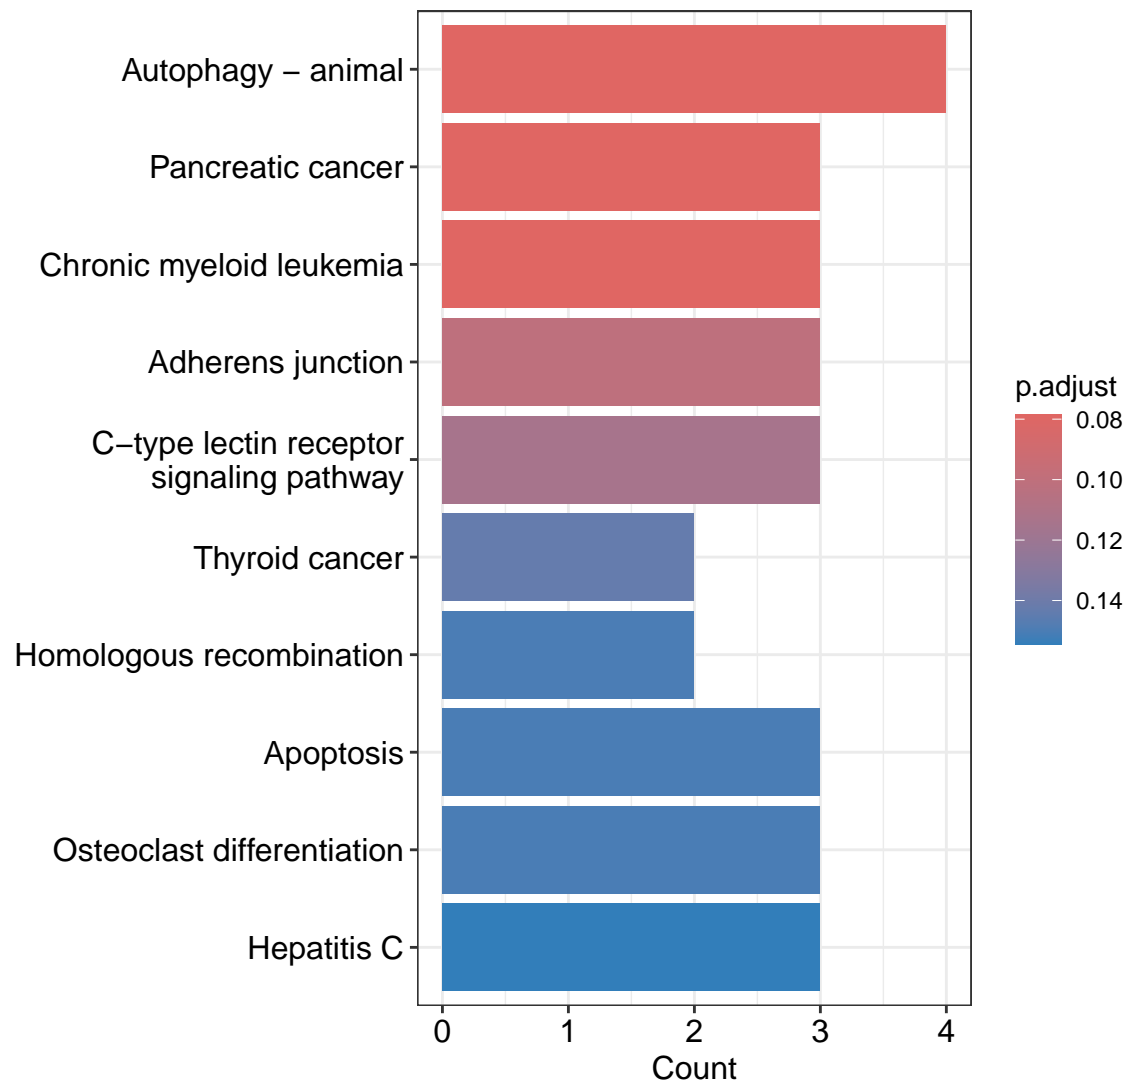 Autophagy – animal
Pancreatic cancer
Chronic myeloid leukemia
Adherens junction
C–type lectin receptor
signaling pathway
Thyroid cancer
Homologous recombination
Apoptosis
Osteoclast differentiation
Hepatitis C
0 1 2 3 4
Count
p.adjust
0.08
0.10
0.12
0.14